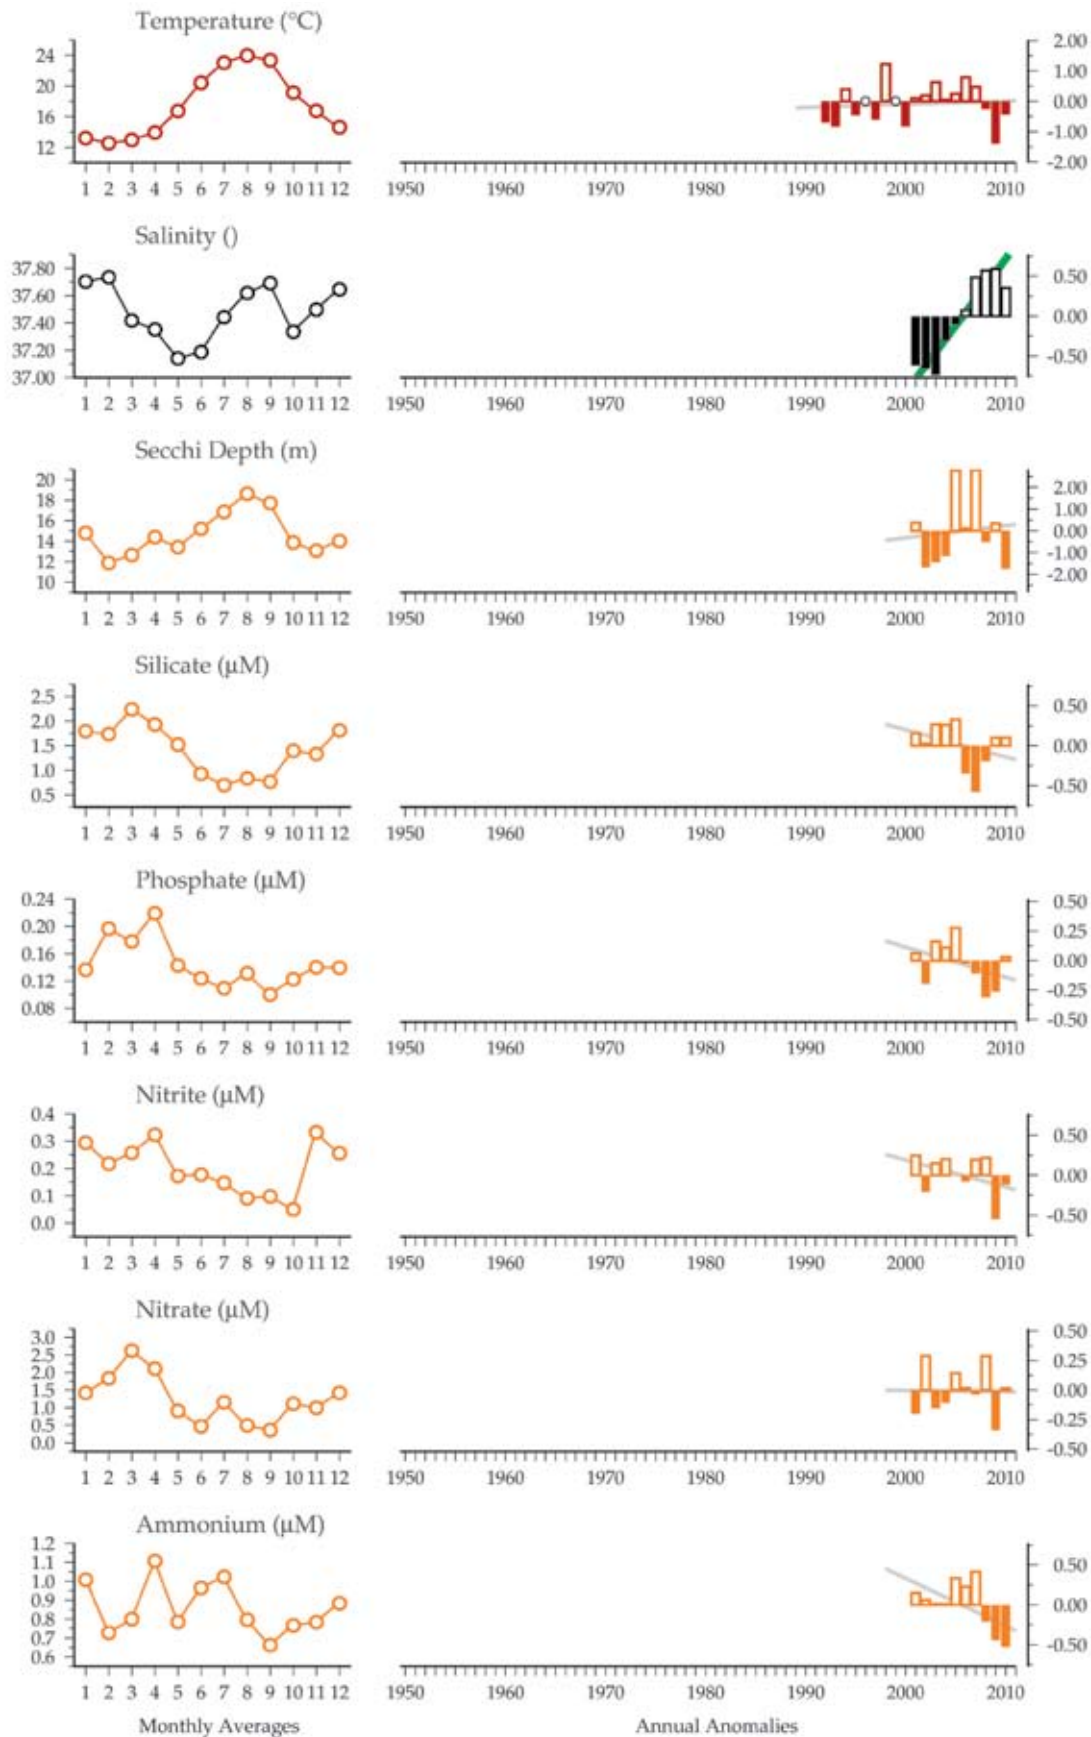 Temperature (°C)
24
20
16
12
1 2 3 4 5 6 7 8 9 10 11 12
1950 1960 1970 1980 1990 2000 2010
2.00
1.00
0.00
-1.00
-2.00
Salinity ()
37.80
37.60
37.40
37.20
37.00
1 2 3 4 5 6 7 8 9 10 11 12
1950 1960 1970 1980 1990 2000 2010
0.50
0.00
-0.50
Secchi Depth (m)
20
18
16
14
12
10
1 2 3 4 5 6 7 8 9 10 11 12
1950 1960 1970 1980 1990 2000 2010
2.00
1.00
0.00
-1.00
-2.00
Silicate (µM)
2.5
2.0
1.5
1.0
0.5
1 2 3 4 5 6 7 8 9 10 11 12
1950 1960 1970 1980 1990 2000 2010
0.50
0.00
-0.50
Phosphate (µM)
0.24
0.20
0.16
0.12
0.08
1 2 3 4 5 6 7 8 9 10 11 12
1950 1960 1970 1980 1990 2000 2010
0.50
0.25
0.00
-0.25
-0.50
Nitrite (µM)
0.4
0.3
0.2
0.1
0.0
1 2 3 4 5 6 7 8 9 10 11 12
1950 1960 1970 1980 1990 2000 2010
0.50
0.00
-0.50
Nitrate (µM)
3.0
2.5
2.0
1.5
1.0
0.5
0.0
1 2 3 4 5 6 7 8 9 10 11 12
1950 1960 1970 1980 1990 2000 2010
0.50
0.25
0.00
-0.25
-0.50
Ammonium (µM)
1.2
1.1
1.0
0.9
0.8
0.7
0.6
1 2 3 4 5 6 7 8 9 10 11 12
1950 1960 1970 1980 1990 2000 2010
0.50
0.00
-0.50
Monthly Averages
Annual Anomalies